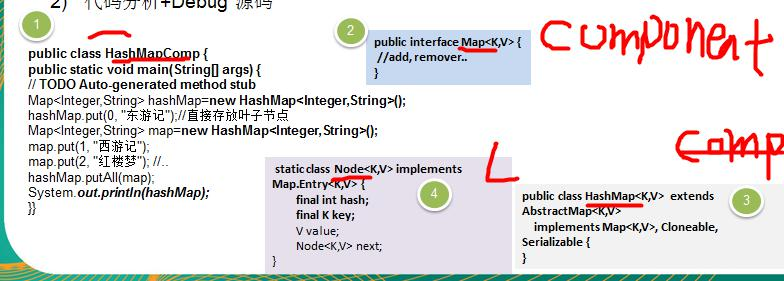 2) 代码分析+Debug 源码
1
public class HashMapComp {
public static void main(String[] args) {
// TODO Auto-generated method stub
Map<Integer,String> hashMap=new HashMap<Integer,String>();
hashMap.put(0, "东游记");//直接存放叶子节点
Map<Integer,String> map=new HashMap<Integer,String>();
map.put(1, "西游记");
map.put(2, "红楼梦"); //..
hashMap.putAll(map);
System.out.println(hashMap);
}}
2
public interface Map<K,V> {
//add, remover..
}
Component
Comp
L
static class Node<K,V> implements
Map.Entry<K,V> {
final int hash;
final K key;
V value;
Node<K,V> next;
}
4
public class HashMap<K,V> extends
AbstractMap<K,V>
implements Map<K,V>, Cloneable,
Serializable {
}
3